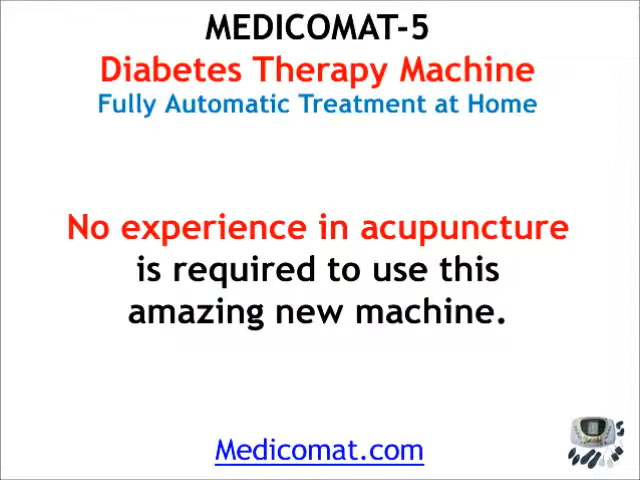 MEDICOMAT-5
Diabetes Therapy Machine
Fully Automatic Treatment at Home
No experience in acupuncture
is required to use this
amazing new machine.
Medicomat.com